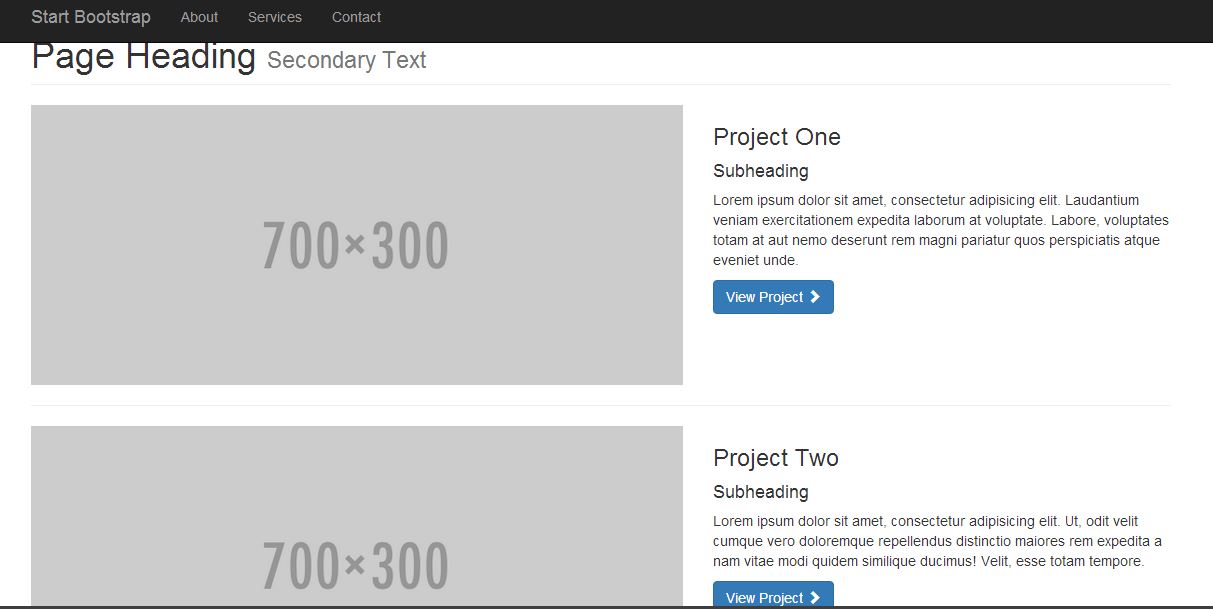 Start Bootstrap About Services Contact
Page Heading Secondary Text
700×300
Project One
Subheading
Lorem ipsum dolor sit amet, consectetur adipisicing elit. Laudantium
veniam exercitationem expedita laborum at voluptate. Labore, voluptates
totam at aut nemo deserunt rem magni pariatur quos perspiciatis atque
eveniet unde.
View Project
700×300
Project Two
Subheading
Lorem ipsum dolor sit amet, consectetur adipisicing elit. Ut, odit velit
cumque vero doloremque repellendus distinctio maiores rem expedita a
nam vitae modi quidem similique ducimus! Velit, esse totam tempore.
View Project